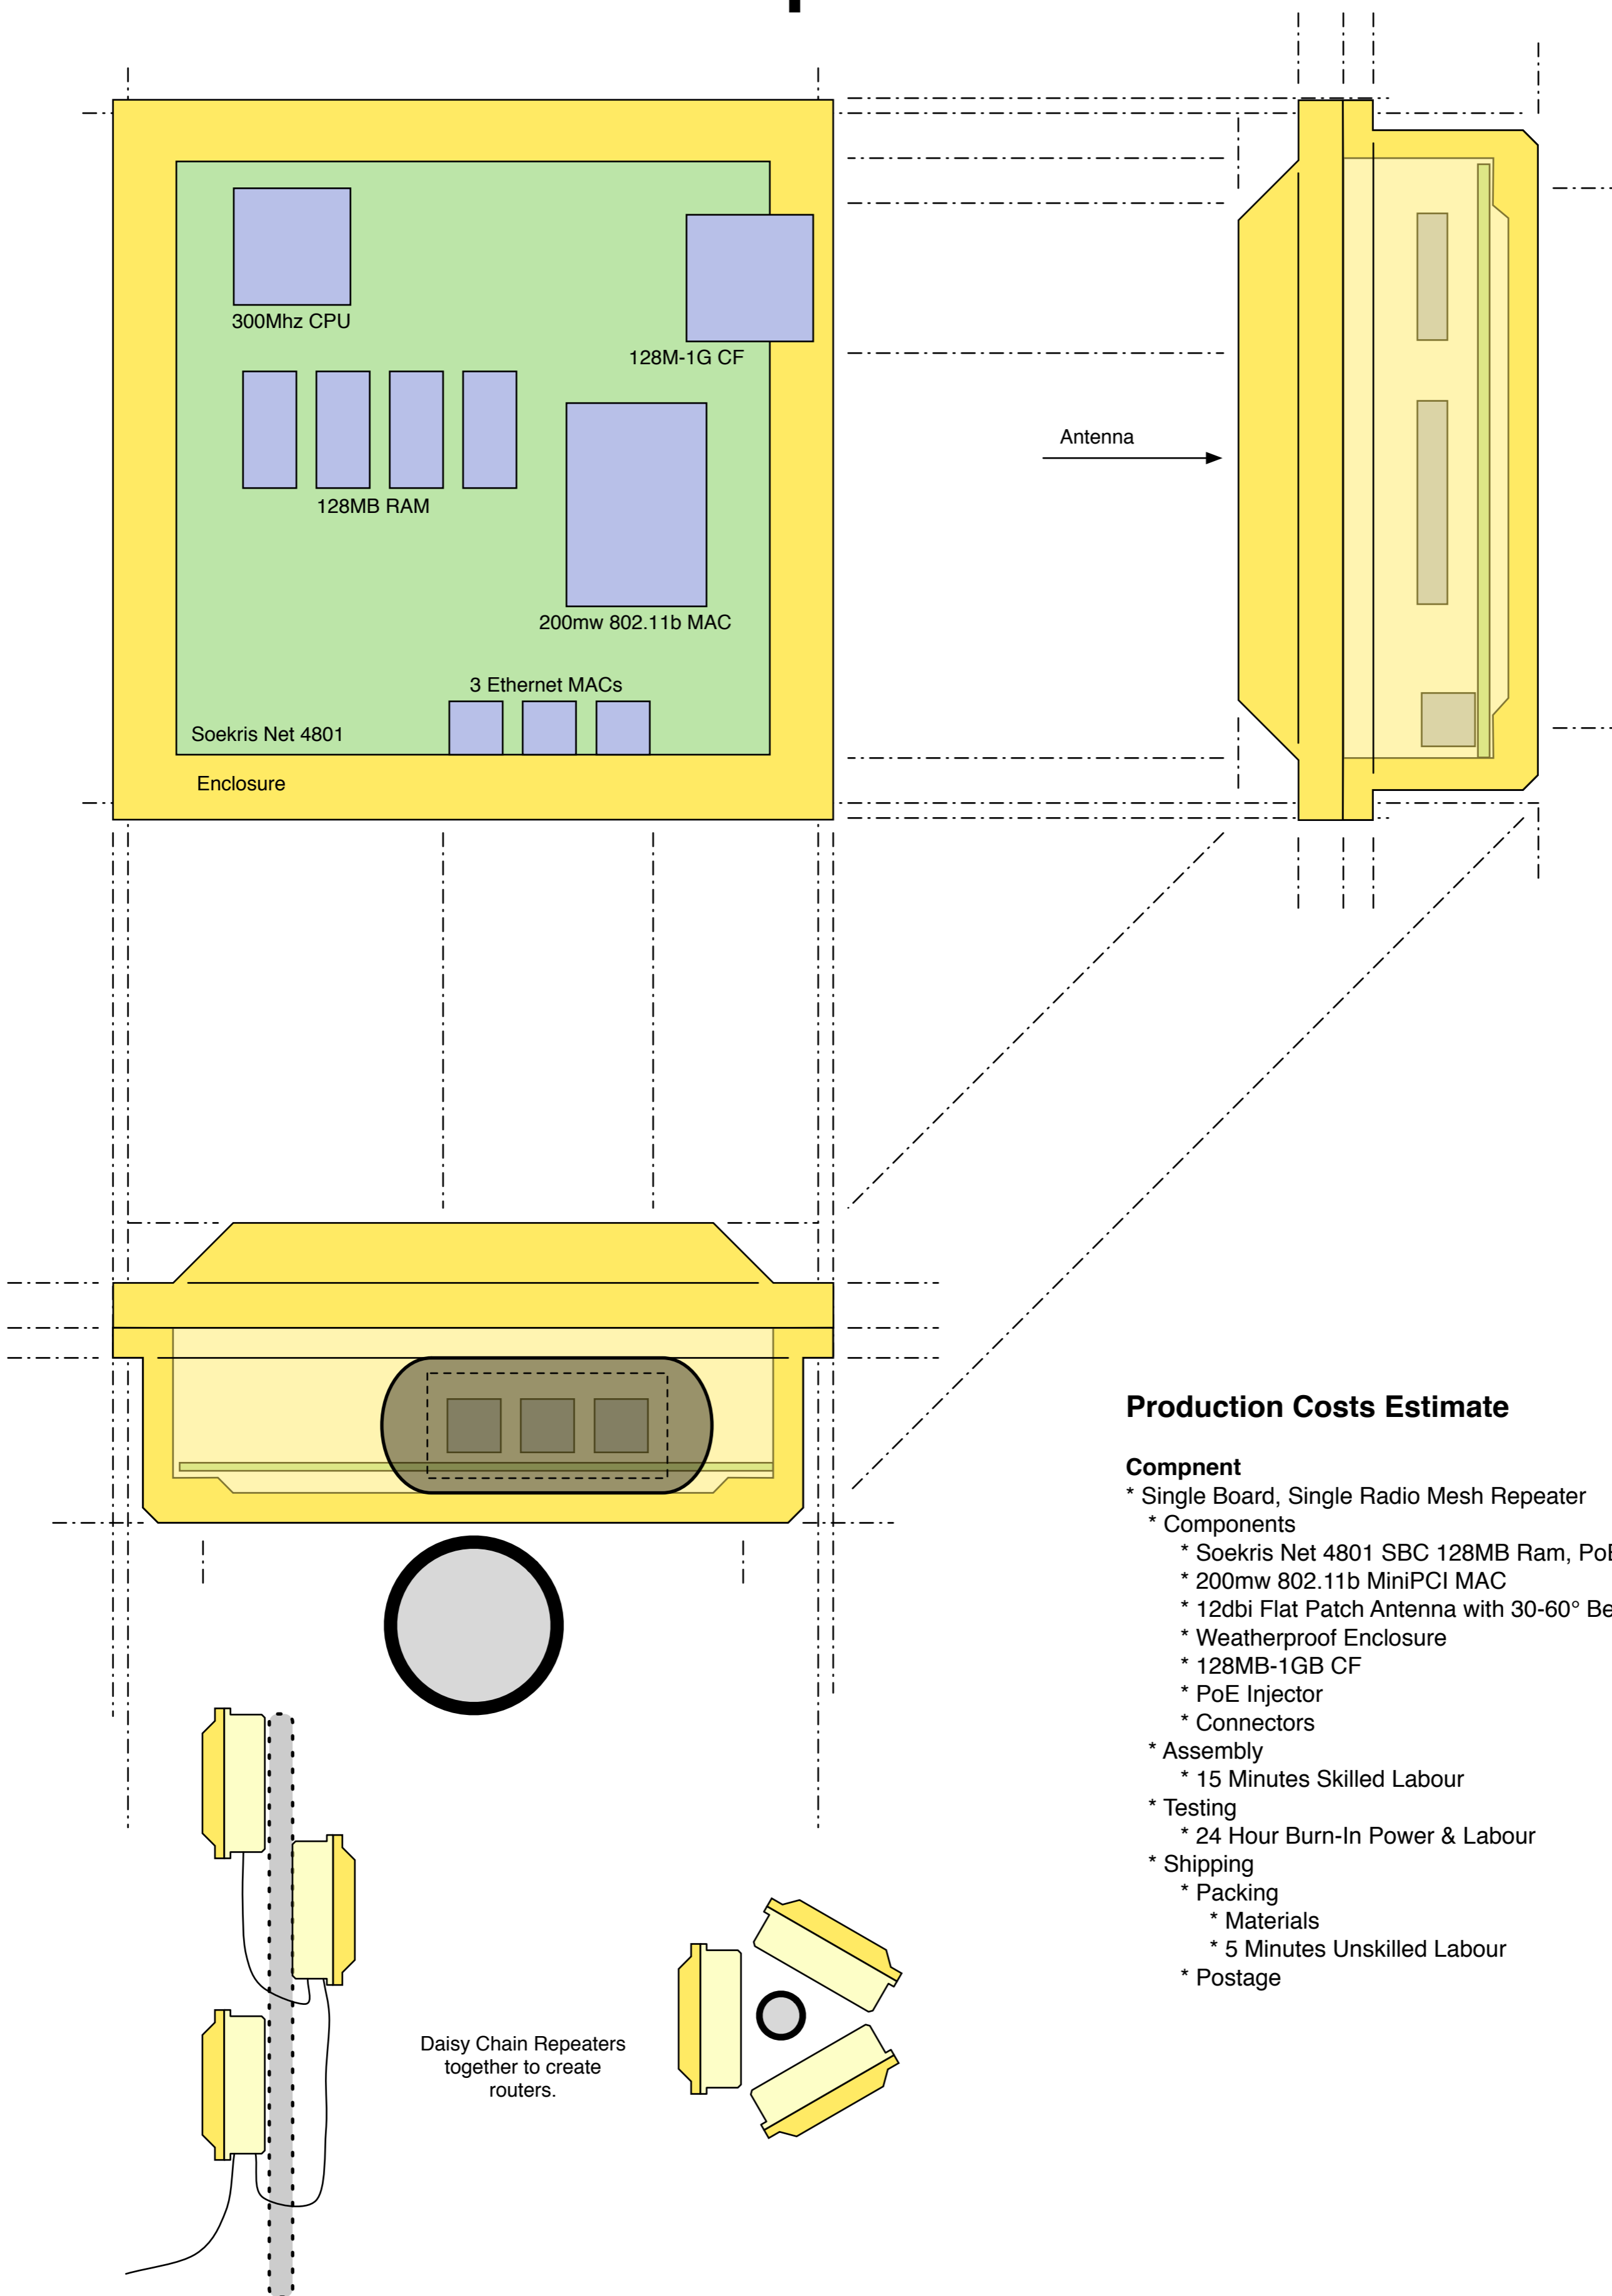 300Mhz CPU
128M-1G CF
128MB RAM
200mw 802.11b MAC
3 Ethernet MACs
Soekris Net 4801
Enclosure
Antenna
Production Costs Estimate
Compnent
* Single Board, Single Radio Mesh Repeater
* Components
* Soekris Net 4801 SBC 128MB Ram,
* 200mw 802.11b MiniPCI MAC
* 12dbi Flat Patch Antenna with 30-60°
* Weatherproof Enclosure
* 128MB-1GB CF
* PoE Injector
* Connectors
* Assembly
* 15 Minutes Skilled Labour
* Testing
* 24 Hour Burn-In Power & Labour
* Shipping
* Packing
* Materials
* 5 Minutes Unskilled Labour
* Postage
Daisy Chain Repeaters
together to create
routers.